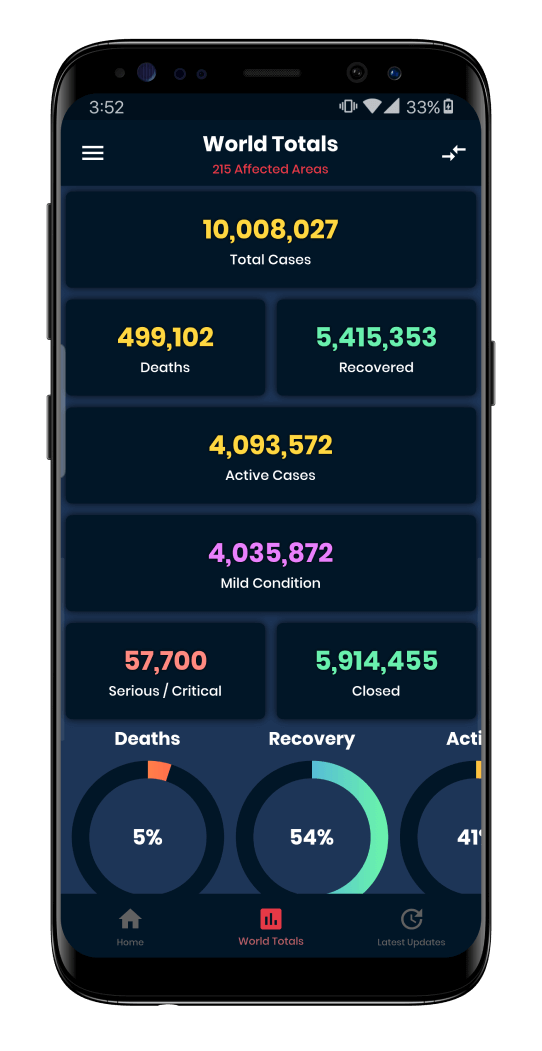 3:52
33%
World Totals
215 Affected Areas
10,008,027
Total Cases
499,102
Deaths
5,415,353
Recovered
4,093,572
Active Cases
4,035,872
Mild Condition
57,700
Serious / Critical
5,914,455
Closed
Deaths
Recovery
Acti
5%
54%
41
Home
World Totals
Latest Updates